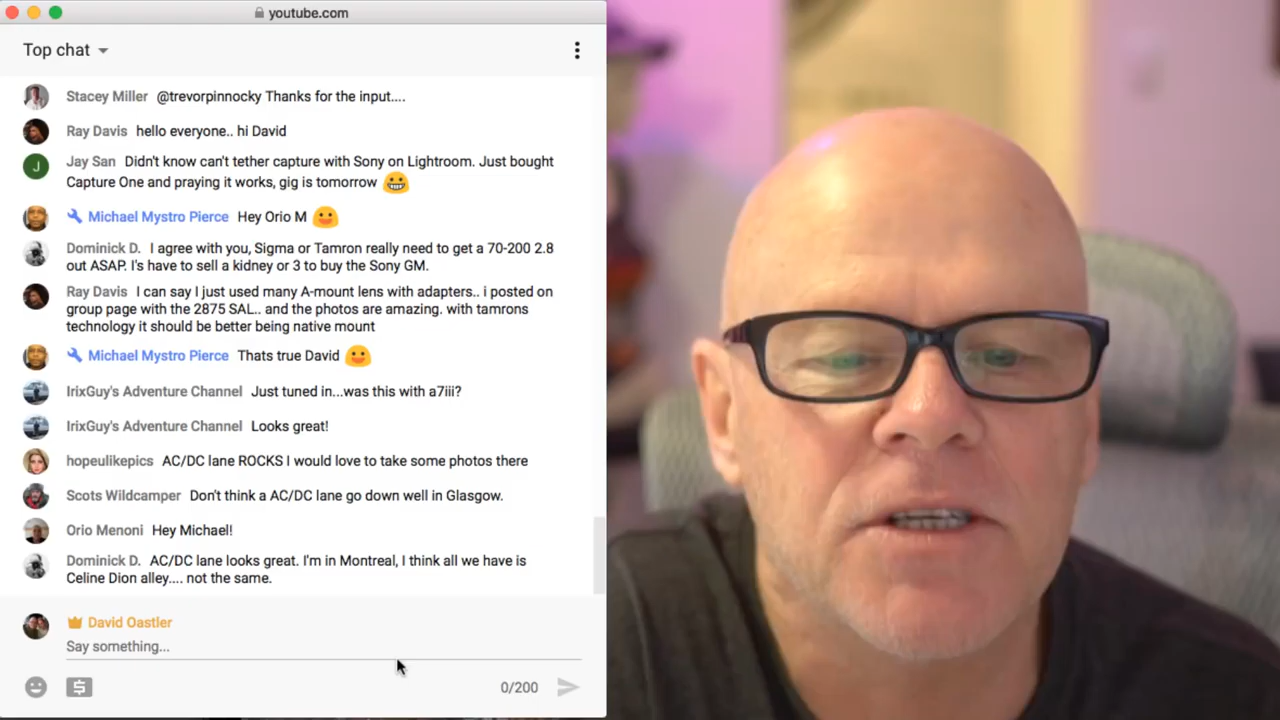 youtube.com
Top chat
Stacey Miller @trevorpinnocky Thanks for the input....
Ray Davis hello everyone.. hi David
J
Jay San Didn't know can't tether capture with Sony on Lightroom. Just bought
Capture One and praying it works, gig is tomorrow 😁
Michael Mystro Pierce Hey Orio M 😃
Dominick D. I agree with you, Sigma or Tamron really need to get a 70-200 2.8
out ASAP. I's have to sell a kidney or 3 to buy the Sony GM.
Ray Davis I can say I just used many A-mount lens with adapters.. i posted on
group page with the 2875 SAL.. and the photos are amazing. with tamrons
technology it should be better being native mount
Michael Mystro Pierce Thats true David 😃
IrixGuy's Adventure Channel Just tuned in...was this with a7iii?
IrixGuy's Adventure Channel Looks great!
hopeulikepics AC/DC lane ROCKS I would love to take some photos there
Scots Wildcamper Don't think a AC/DC lane go down well in Glasgow.
Orio Menoni Hey Michael!
Dominick D. AC/DC lane looks great. I'm in Montreal, I think all we have is
Celine Dion alley.... not the same.
David Oastler
Say something...
$ 0/200